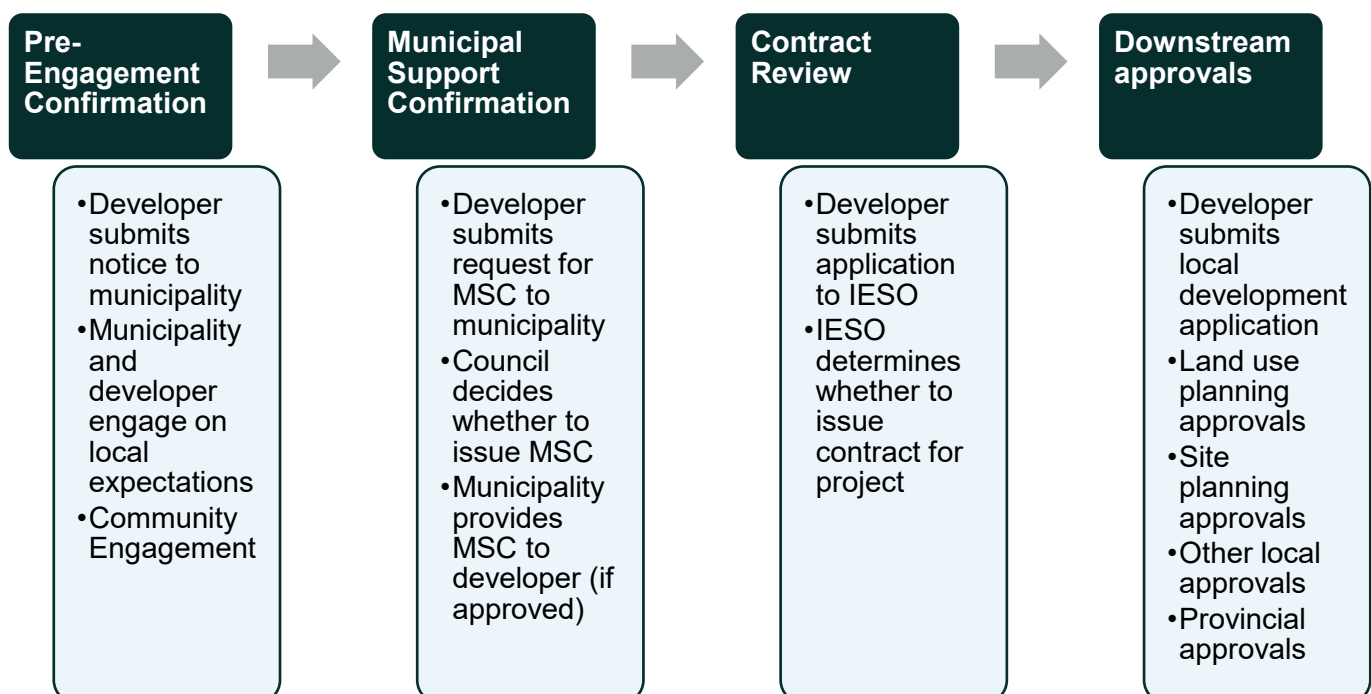 Pre-
Engagement
Confirmation
•Developer
submits
notice to
municipality
•Municipality
and
developer
engage on
local
expectations
•Community
Engagement
Municipal
Support
Confirmation
•Developer
submits
request for
MSC to
municipality
•Council
decides
whether to
issue MSC
•Municipality
provides
MSC to
developer (if
approved)
Contract
Review
•Developer
submits
application
to IESO
•IESO
determines
whether to
issue
contract for
project
Downstream
approvals
•Developer
submits
local
development
application
•Land use
planning
approvals
•Site
planning
approvals
•Other local
approvals
•Provincial
approvals